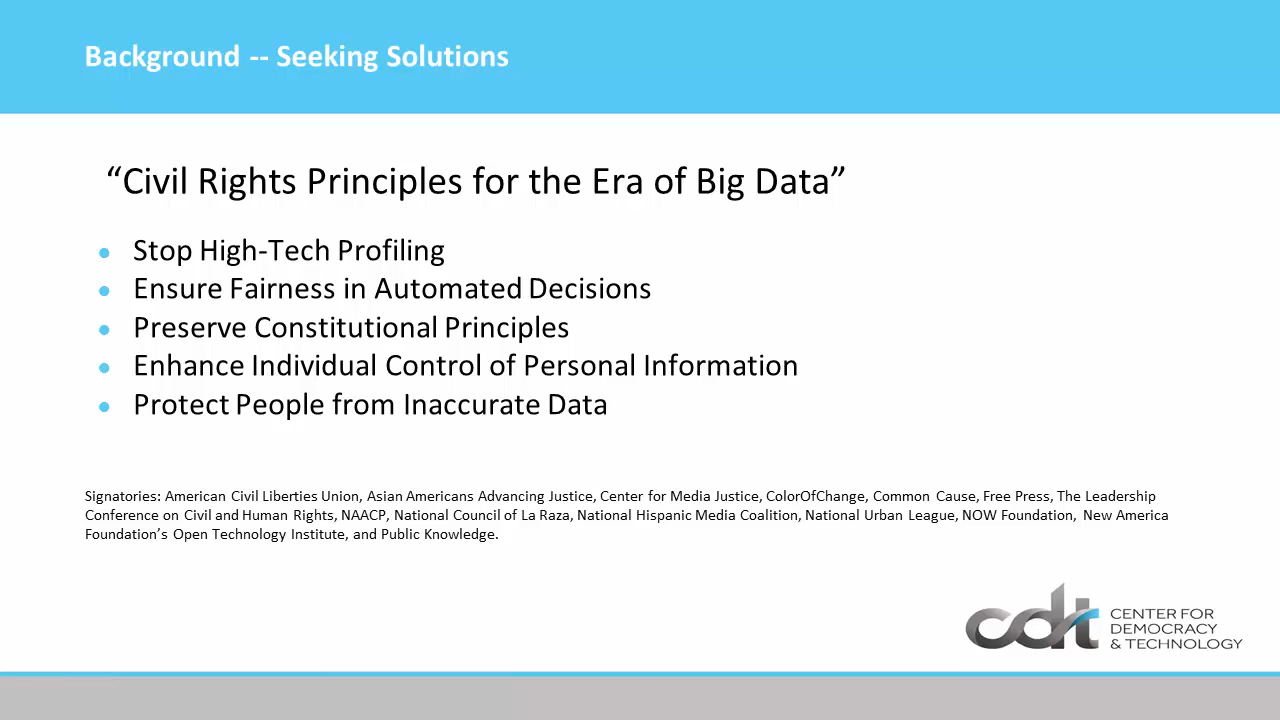 Background -- Seeking Solutions
“Civil Rights Principles for the Era of Big Data”
• Stop High-Tech Profiling
• Ensure Fairness in Automated Decisions
• Preserve Constitutional Principles
• Enhance Individual Control of Personal Information
• Protect People from Inaccurate Data
Signatories: American Civil Liberties Union, Asian Americans Advancing Justice, Center for Media Justice, ColorOfChange, Common Cause, Free Press, The Leadership
Conference on Civil and Human Rights, NAACP, National Council of La Raza, National Hispanic Media Coalition, National Urban League, NOW Foundation, New America
Foundation’s Open Technology Institute, and Public Knowledge.
cdt
CENTER FOR
DEMOCRACY
& TECHNOLOGY